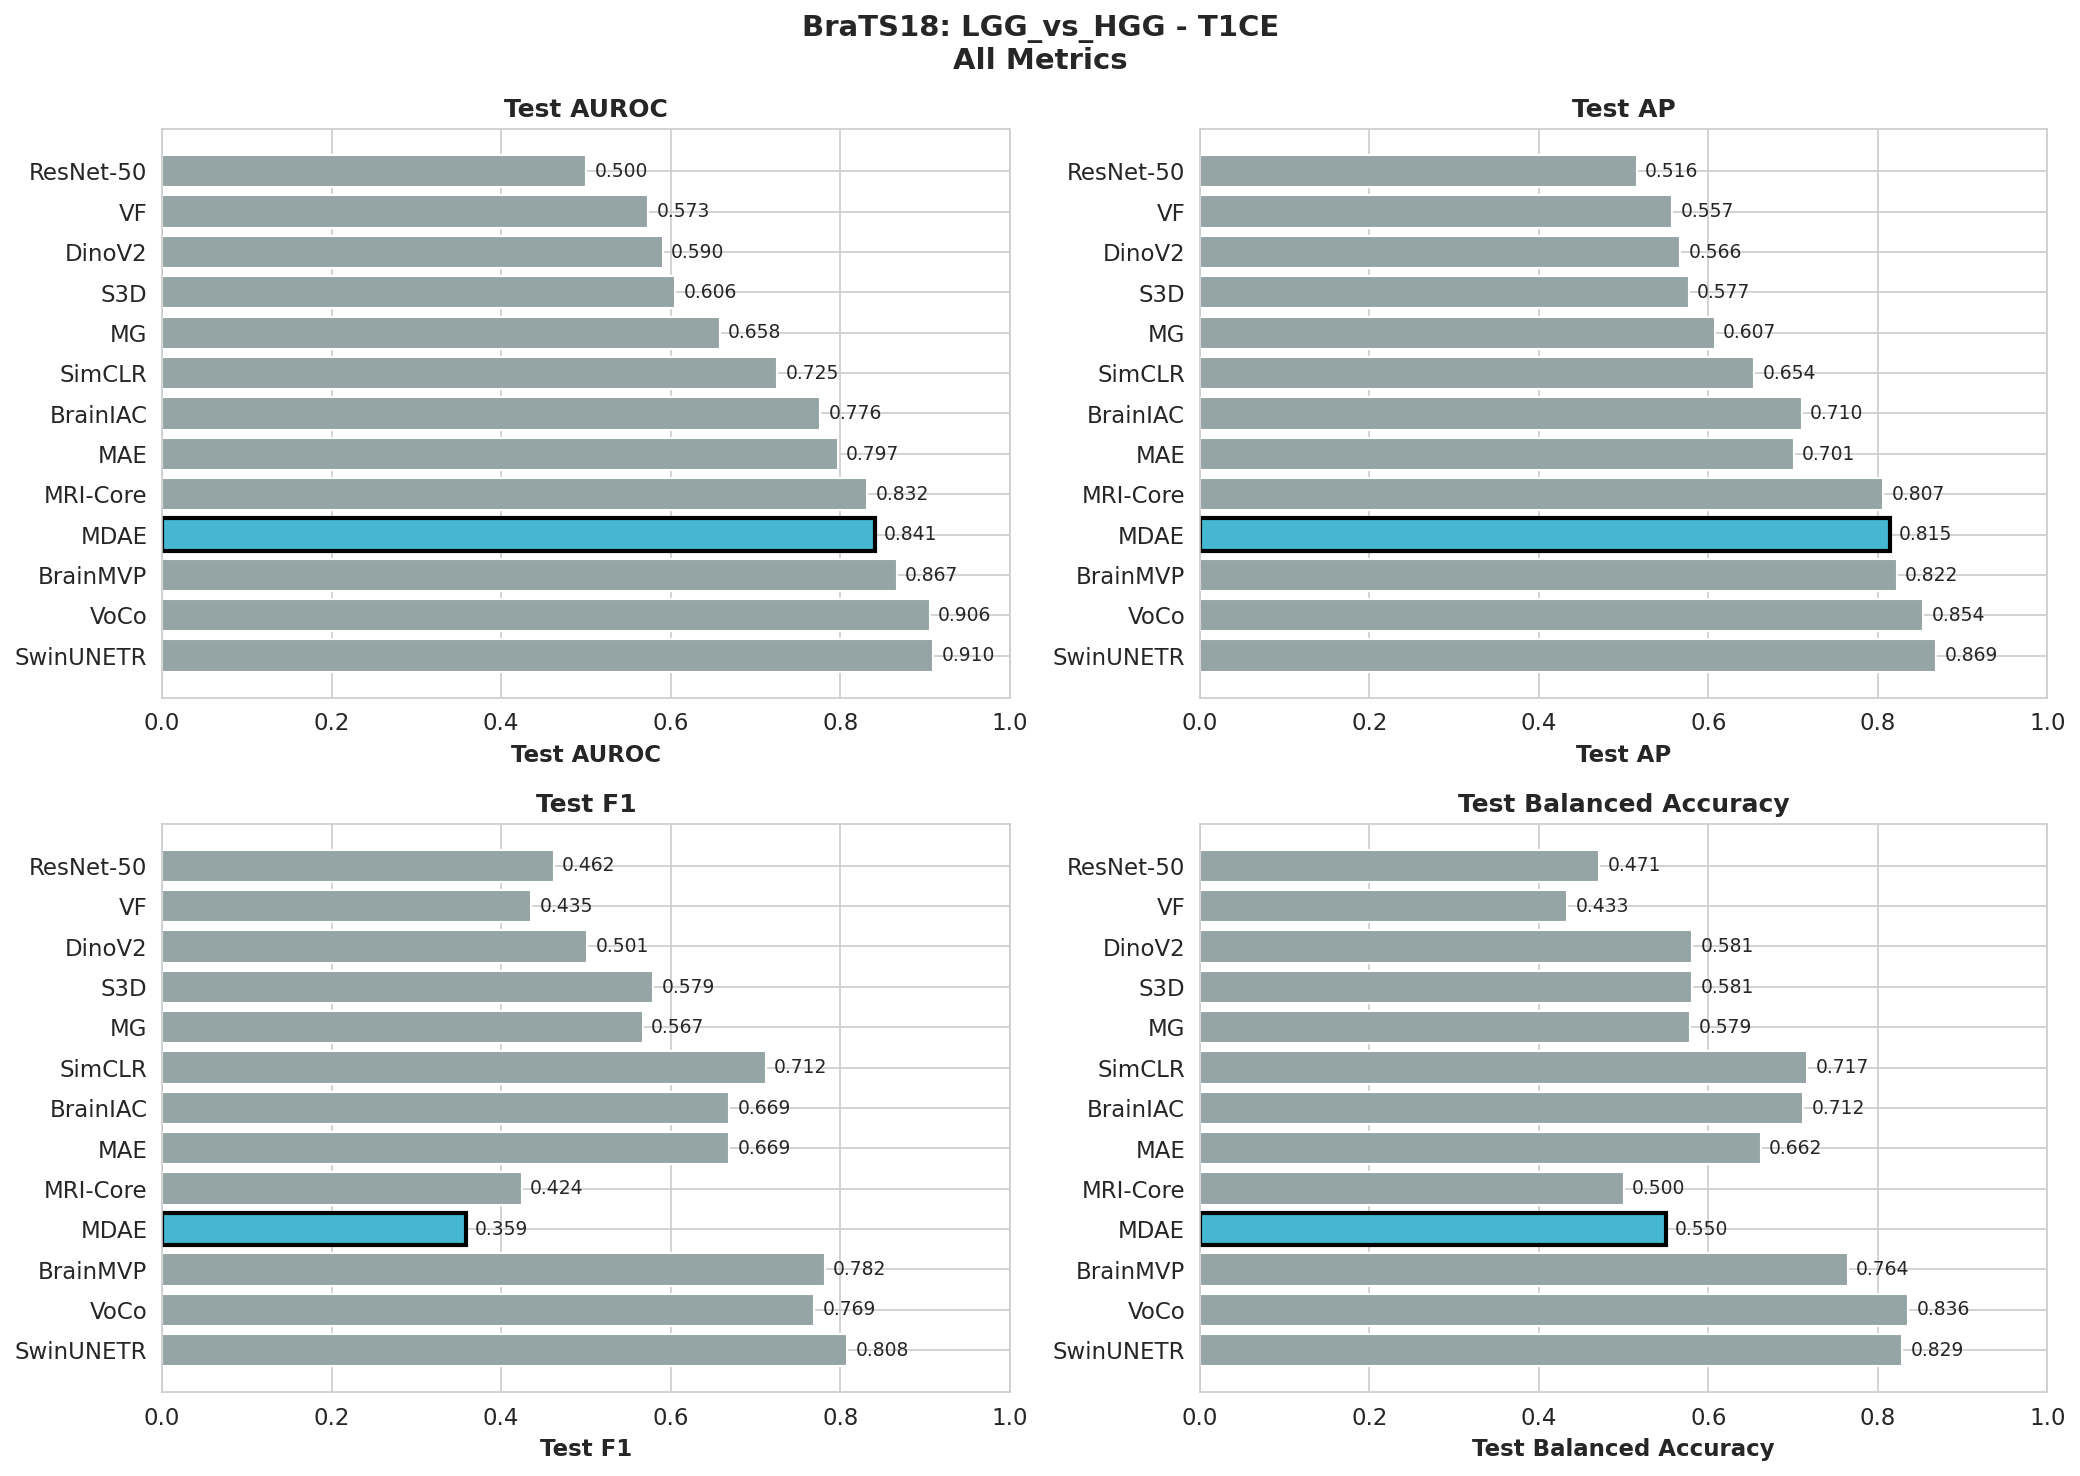 BraTS18: LGG_vs_HGG - T1CE
All Metrics
Test AUROC
ResNet-50 0.500
VF 0.573
DinoV2 0.590
S3D 0.606
MG 0.658
SimCLR 0.725
BrainIAC 0.776
MAE 0.797
MRI-Core 0.832
MDAE 0.841
BrainMVP 0.867
VoCo 0.906
SwinUNETR 0.910
0.0 0.2 0.4 0.6 0.8 1.0
Test AUROC
Test AP
ResNet-50 0.516
VF 0.557
DinoV2 0.566
S3D 0.577
MG 0.607
SimCLR 0.654
BrainIAC 0.710
MAE 0.701
MRI-Core 0.807
MDAE 0.815
BrainMVP 0.822
VoCo 0.854
SwinUNETR 0.869
0.0 0.2 0.4 0.6 0.8 1.0
Test AP
Test F1
ResNet-50 0.462
VF 0.435
DinoV2 0.501
S3D 0.579
MG 0.567
SimCLR 0.712
BrainIAC 0.669
MAE 0.669
MRI-Core 0.424
MDAE 0.359
BrainMVP 0.782
VoCo 0.769
SwinUNETR 0.808
0.0 0.2 0.4 0.6 0.8 1.0
Test F1
Test Balanced Accuracy
ResNet-50 0.471
VF 0.433
DinoV2 0.581
S3D 0.581
MG 0.579
SimCLR 0.717
BrainIAC 0.712
MAE 0.662
MRI-Core 0.500
MDAE 0.550
BrainMVP 0.764
VoCo 0.836
SwinUNETR 0.829
0.0 0.2 0.4 0.6 0.8 1.0
Test Balanced Accuracy